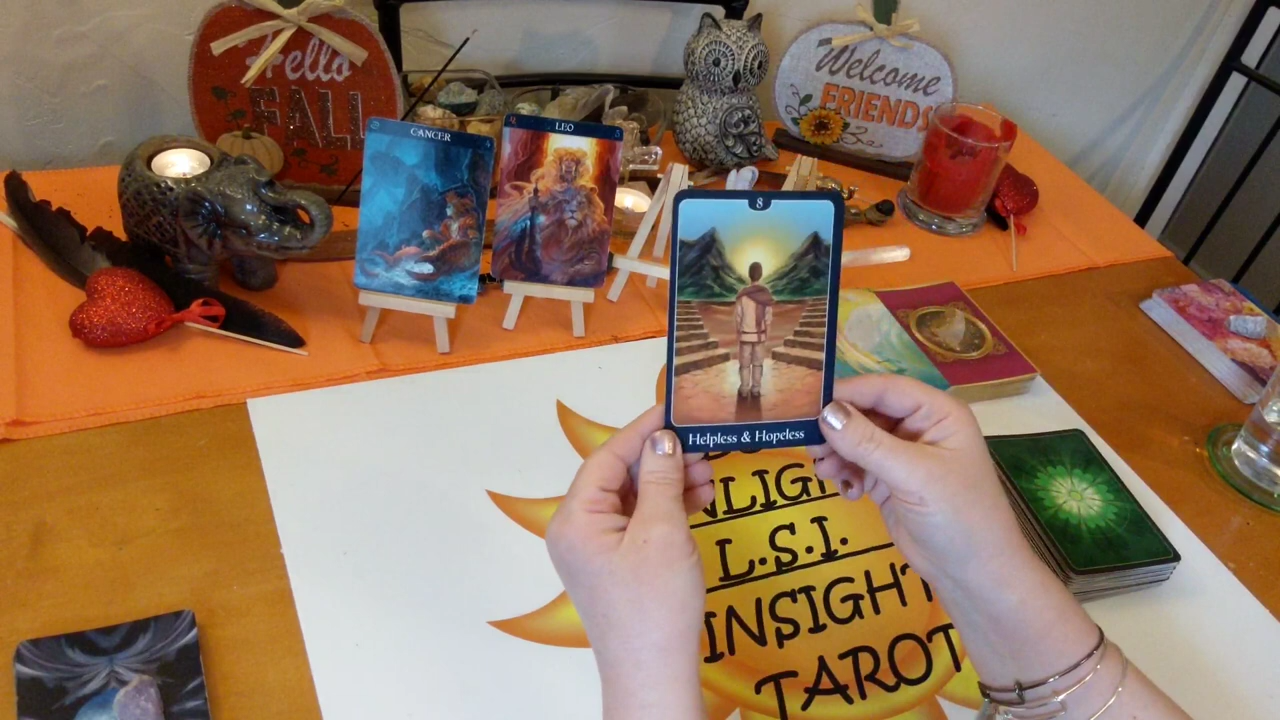 Hello
FALL
Welcome
FRIENDS
CANCER
LEO
8
Helpless & Hopeless
L.S.I.
INSIGHT
TAROT